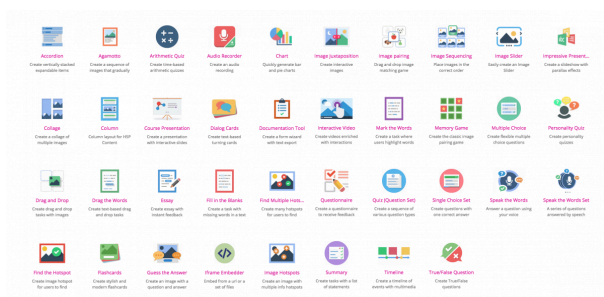 Accordion
Create vertically stacked
expandable items
Agamotto
Create a sequence of
images that gradually
Arithmetic Quiz
Create time-based
arithmetic quizzes
Audio Recorder
Create an audio
recording
Chart
Quickly generate bar
and pie charts
Image Juxtaposition
Create interactive
images
Image pairing
Drag and drop image
matching game
Image Sequencing
Place images in the
correct order
Image Slider
Easily create an Image
Slider
Impressive Present...
Create a slideshow with
parallax effects
Collage
Create a collage of
multiple images
Column
Column layout for H5P
Content
Course Presentation
Create a presentation
with interactive slides
Dialog Cards
Create text-based
turning cards
Documentation Tool
Create a form wizard
with text export
Interactive Video
Create videos enriched
with interactions
Mark the Words
Create a task where
users highlight words
Memory Game
Create the classic image
pairing game
Multiple Choice
Create flexible multiple
choice questions
Personality Quiz
Create personality
quizzes
Drag and Drop
Create drag and drop
tasks with images
Drag the Words
Create text-based drag
and drop tasks
Essay
Create essay with
instant feedback
Fill in the Blanks
Create a task with
missing words in a text
Find Multiple Hots...
Create many hotspots
for users to find
Questionnaire
Create a questionnaire
to receive feedback
Quiz (Question Set)
Create a sequence of
various question types
Single Choice Set
Create questions with
one correct answer
Speak the Words
Answer a question using
your voice
Speak the Words Set
A series of questions
answered by speech
Find the Hotspot
Create image hotspot
for users to find
Flashcards
Create stylish and
modern flashcards
Guess the Answer
Create an image with a
question and answer
Iframe Embedder
Embed from a url or a
set of files
Image Hotspots
Create an image with
multiple info hotspots
Summary
Create tasks with a list
of statements
Timeline
Create a timeline of
events with multimedia
True/False Question
Create True/False
questions